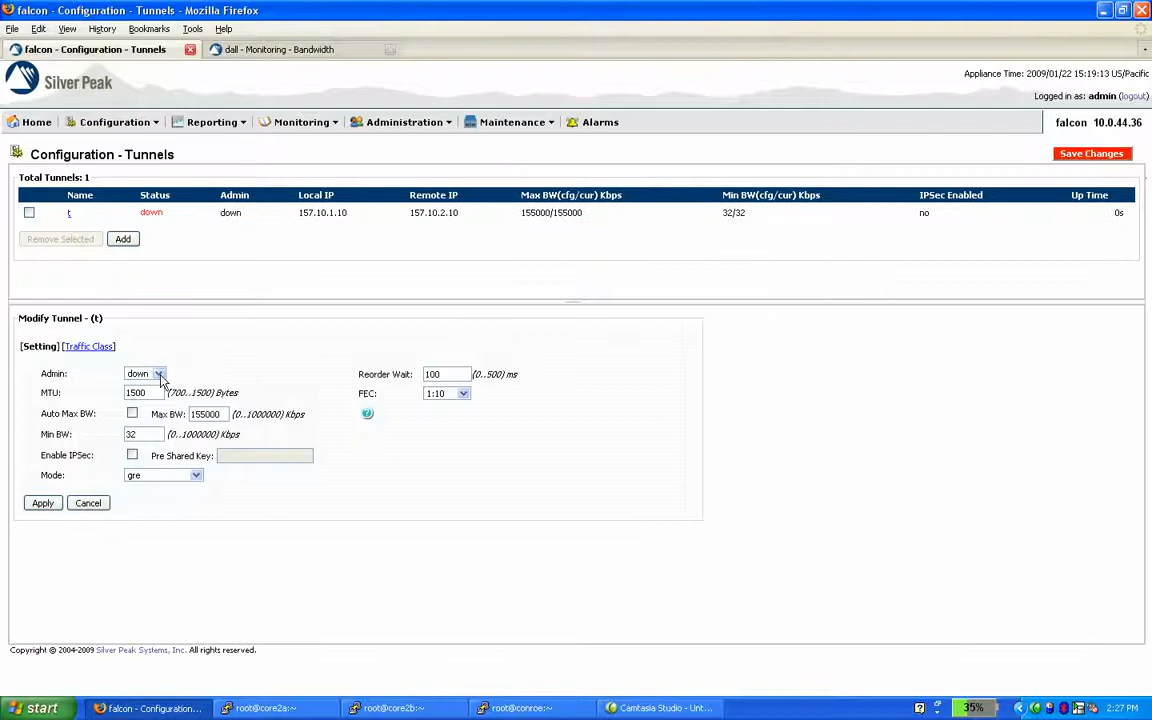 falcon - Configuration - Tunnels - Mozilla Firefox
File Edit View History Bookmarks Tools Help
falcon - Configuration - Tunnels dall - Monitoring - Bandwidth
Silver Peak
Appliance Time: 2009/01/22 15:19:13 US/Pacific
Logged in as: admin (logout)
Home Configuration Reporting Monitoring Administration Maintenance Alarms falcon 10.0.44.36
Configuration - Tunnels Save Changes
Total Tunnels: 1
Name Status Admin Local IP Remote IP Max BW(cfg/cur) Kbps Min BW(cfg/cur) Kbps IPSec Enabled Up Time
t down down 157.10.1.10 157.10.2.10 155000/155000 32/32 no 0s
Remove Selected Add
Modify Tunnel - (t)
[Setting] [Traffic Class]
Admin: down Reorder Wait: 100 (0..500) ms
MTU: 1500 (700..1500) Bytes FEC: 1:10
Auto Max BW: Max BW: 155000 (0..1000000) Kbps ?
Min BW: 32 (0..1000000) Kbps
Enable IPSec: Pre Shared Key:
Mode: gre
Apply Cancel
Copyright © 2004-2009 Silver Peak Systems, Inc. All rights reserved.
start falcon - Configuration... root@core2a:~ root@core2b:~ root@conroe:~ Camtasia Studio - Unt... ? 35% 2:27 PM